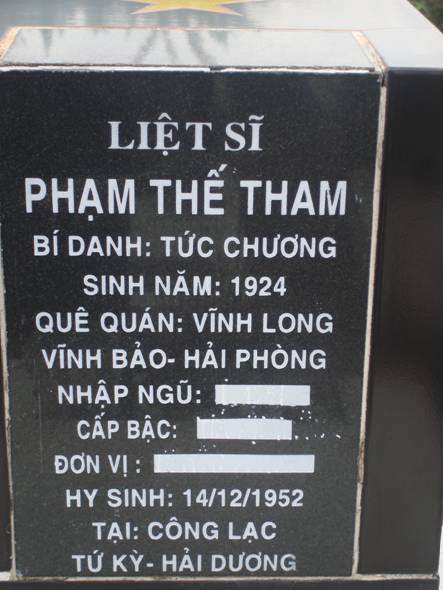 LIỆT SĨ
PHẠM THẾ THAM
BÍ DANH: TỨC CHƯƠNG
SINH NĂM: 1924
QUÊ QUÁN: VĨNH LONG
VĨNH BẢO- HẢI PHÒNG
NHẬP NGŨ:
CẤP BẬC:
ĐƠN VỊ :
HY SINH: 14/12/1952
TẠI: CÔNG LẠC
TỨ KỲ- HẢI DƯƠNG